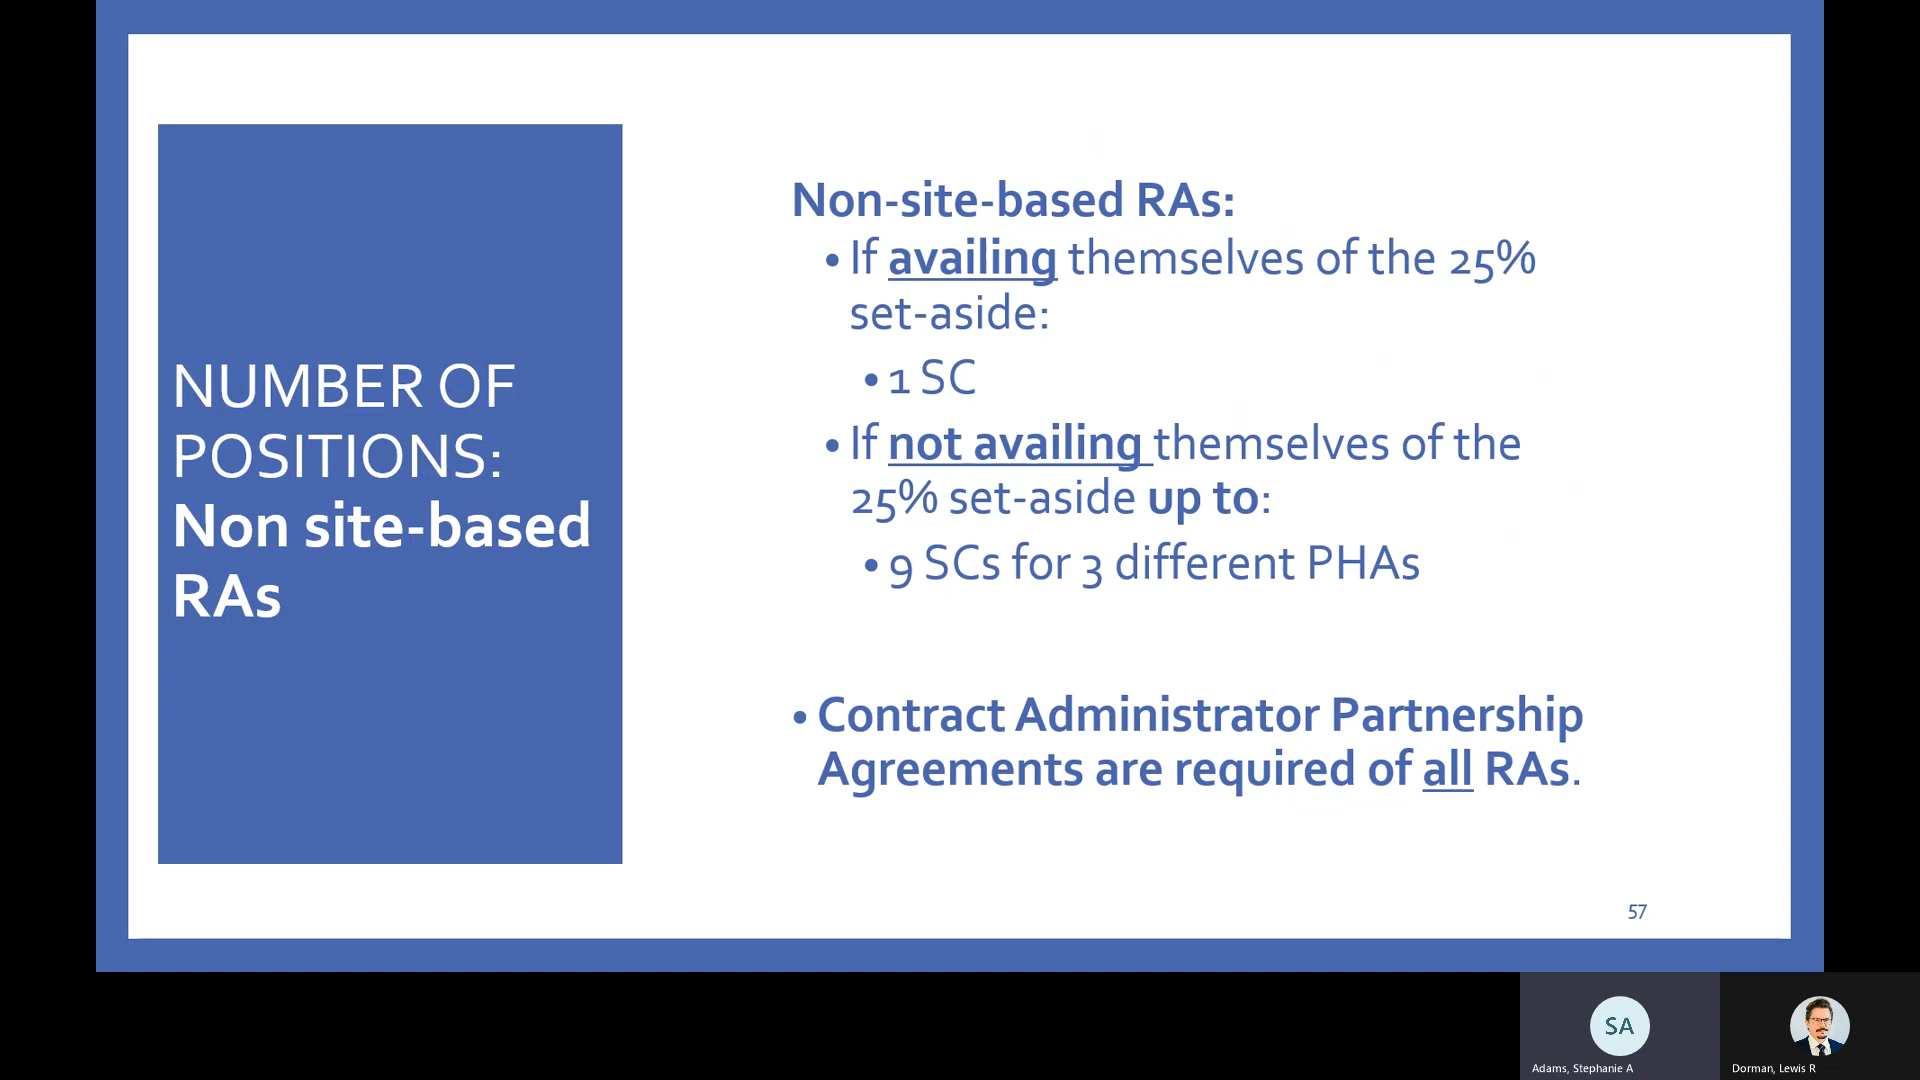 NUMBER OF
POSITIONS:
Non site-based
RAs
Non-site-based RAs:
• If availing themselves of the 25%
set-aside:
• 1 SC
• If not availing themselves of the
25% set-aside up to:
• 9 SCs for 3 different PHAs
• Contract Administrator Partnership
Agreements are required of all RAs.
57
SA
Adams, Stephanie A
Dorman, Lewis R